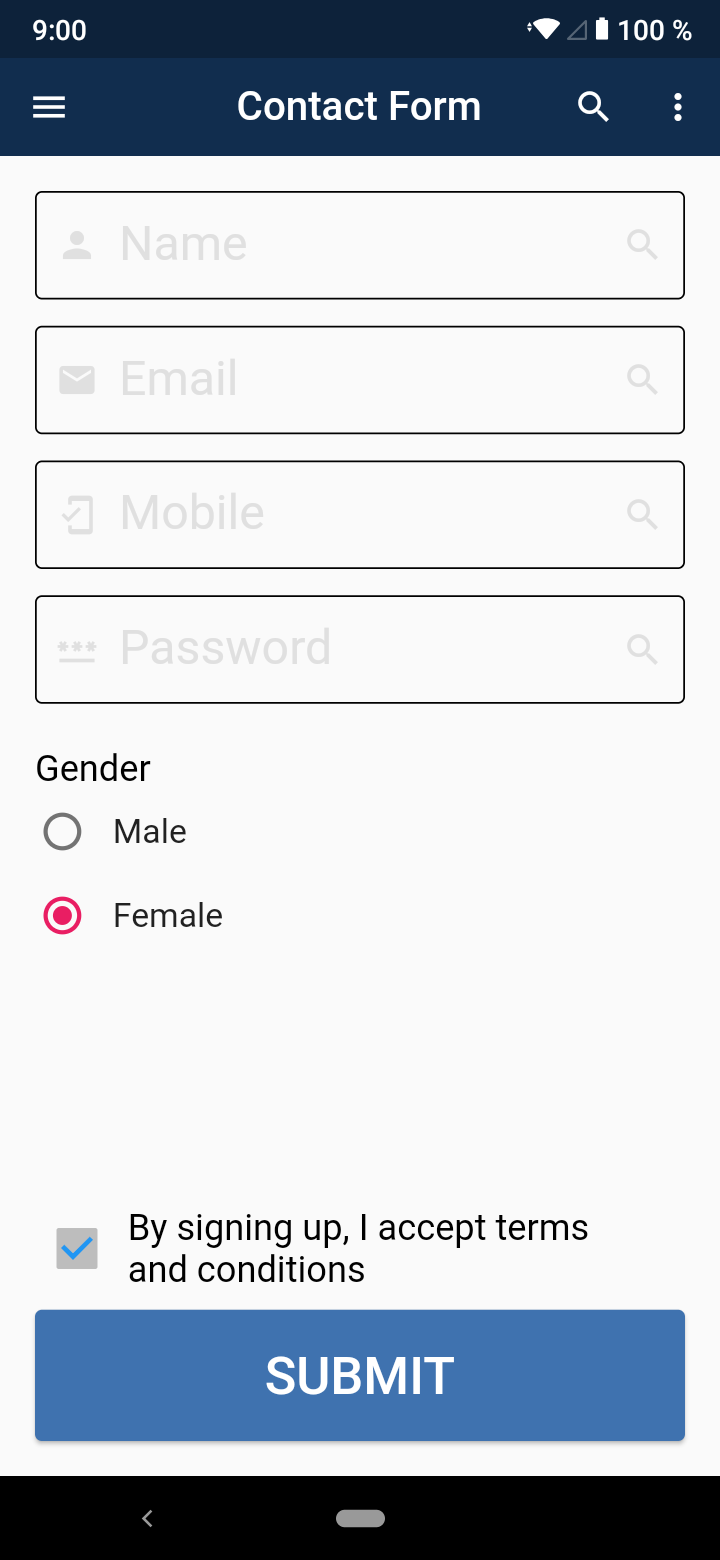 9:00
100 %
Contact Form
Name
Email
Mobile
Password
Gender
Male
Female
By signing up, I accept terms
and conditions
SUBMIT